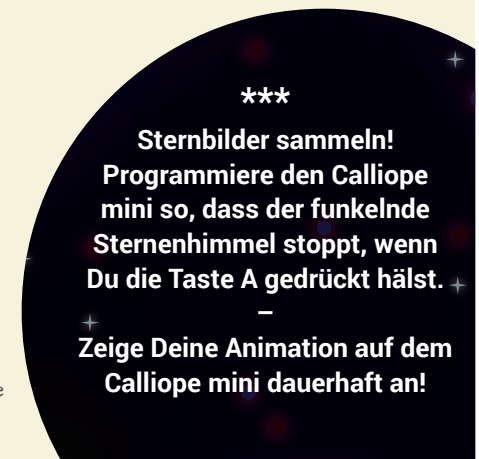 ***
Sternbilder sammeln!
Programmiere den Calliope
mini so, dass der funkelnde
Sternenhimmel stoppt, wenn
Du die Taste A gedrückt hälst.
–
Zeige Deine Animation auf dem
Calliope mini dauerhaft an!